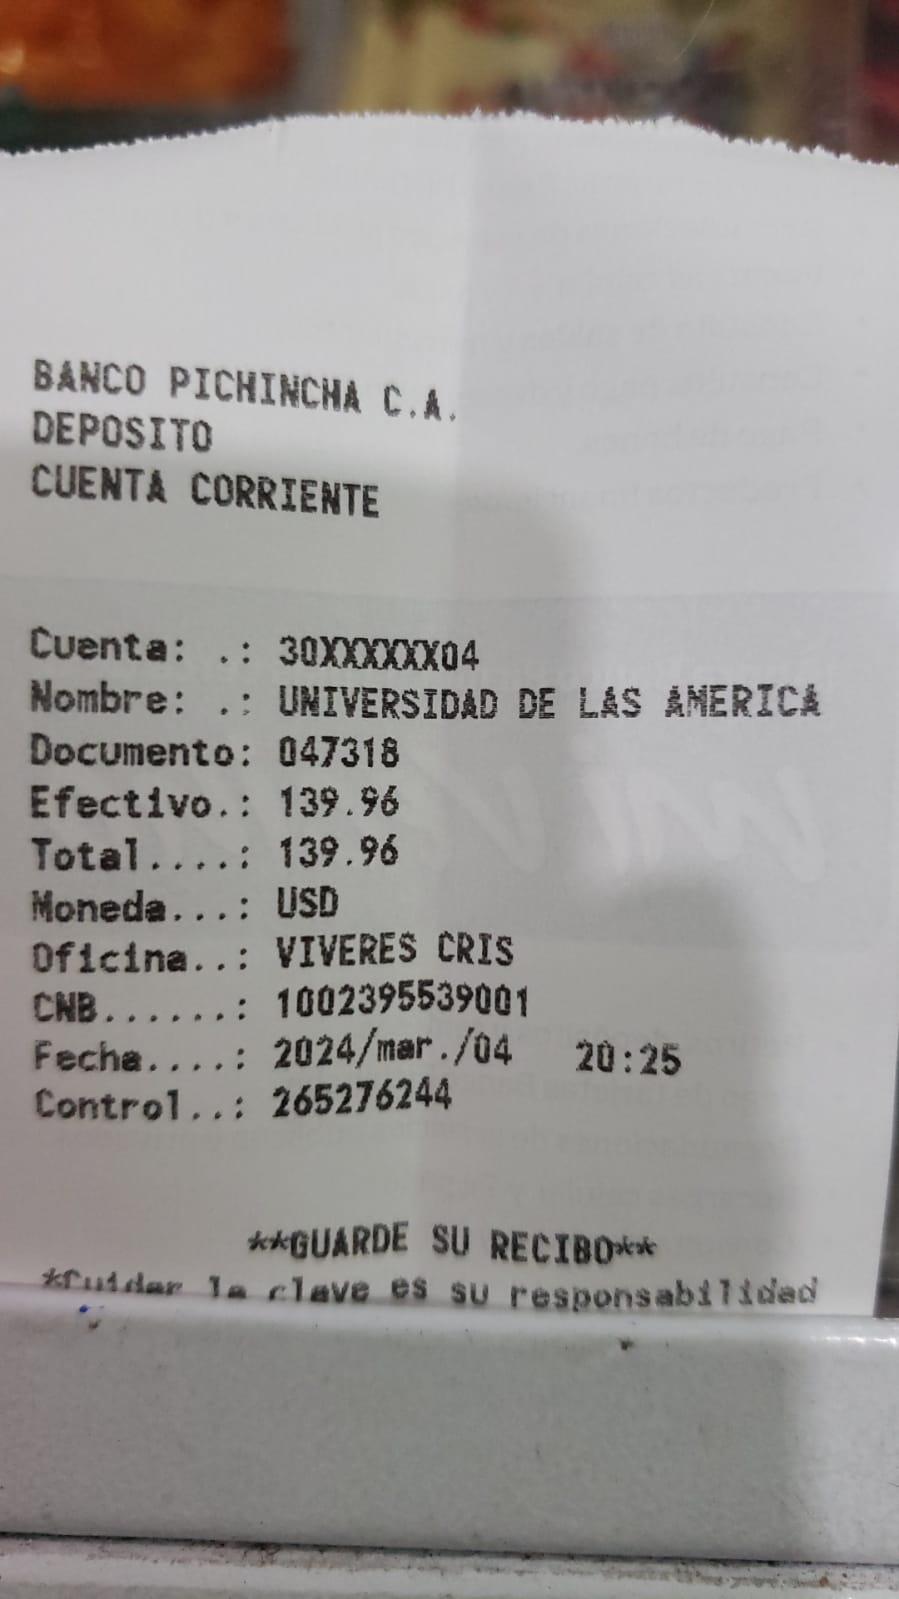 BANCO PICHINCHA C.A.
DEPOSITO
CUENTA CORRIENTE
Cuenta: .: 30XXXXXX04
Nombre: .: UNIVERSIDAD DE LAS AMERICA
Documento: 047318
Efectivo.: 139.96
Total....: 139.96
Moneda...: USD
Oficina..: VIVERES CRIS
CNB......: 1002395539001
Fecha....: 2024/mar./04 20:25
Control..: 265276244
**GUARDE SU RECIBO**
*Cuidar la clave es su responsabilidad